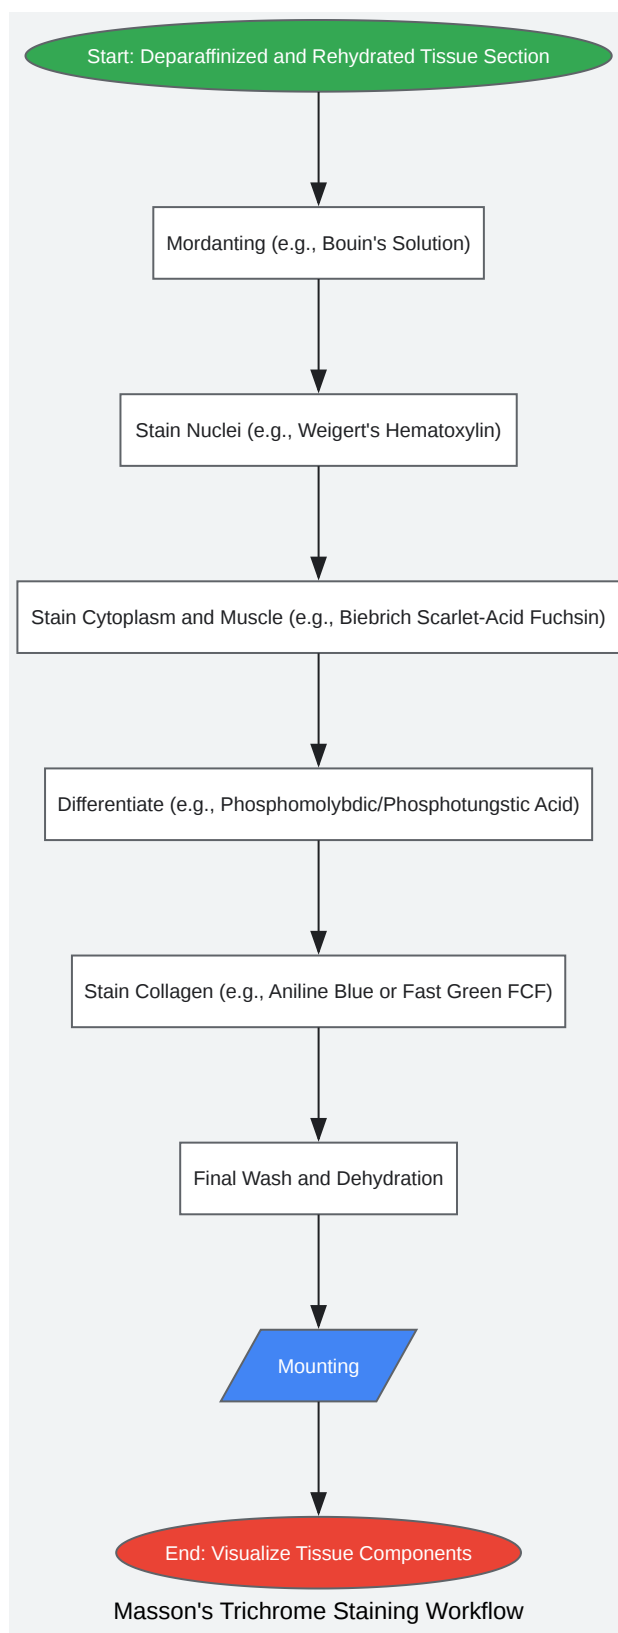 Start: Deparaffinized and Rehydrated Tissue Section
Mordanting (e.g., Bouin's Solution)
Stain Nuclei (e.g., Weigert's Hematoxylin)
Stain Cytoplasm and Muscle (e.g., Biebrich Scarlet-Acid Fuchsin)
Differentiate (e.g., Phosphomolybdic/Phosphotungstic Acid)
Stain Collagen (e.g., Aniline Blue or Fast Green FCF)
Final Wash and Dehydration
Mounting
End: Visualize Tissue Components
Masson's Trichrome Staining Workflow